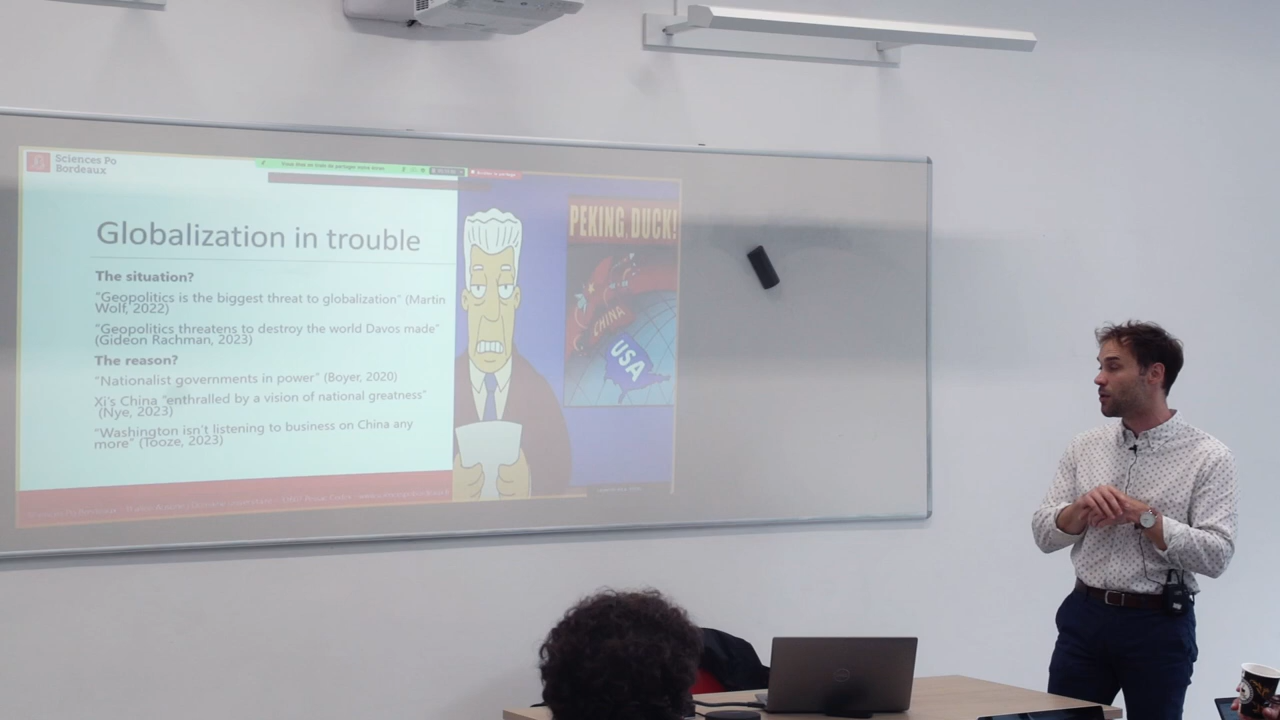 Sciences Po
Bordeaux
Globalization in trouble
The situation?
"Geopolitics is the biggest threat to globalization" (Martin
Wolf, 2022)
"Geopolitics threatens to destroy the world Davos made"
(Gideon Rachman, 2023)
The reason?
"Nationalist governments in power" (Boyer, 2020)
Xi's China "enthralled by a vision of national greatness"
(Nye, 2023)
"Washington isn't listening to business on China any
more" (Tooze, 2023)
PEKING DUCK!
CHINA
USA